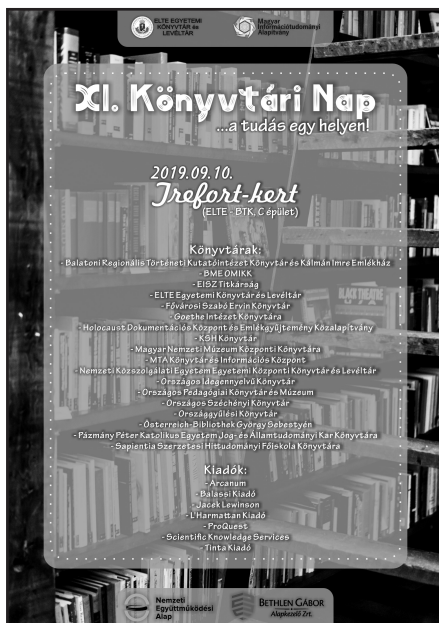 ELTE EGYETEMI
KÖNYVTÁR és
LEVÉLTÁR
Magyar
Információtudományi
Alapítvány
XI. Könyvtári Nap
...a tudás egy helyen!
2019.09.10.
Trefort-kert
(ELTE - BTK, C épület)
Könyvtárak:
- Balatoni Regionális Történeti Kutatóintézet Könyvtár és Kálmán Imre Emlékház
- BME OMIKK
- EISZ Titkárság
- ELTE Egyetemi Könyvtár és Levéltár
- Fővárosi Szabó Ervin Könyvtár
- Goethe Intézet Könyvtára
- Holocaust Dokumentációs Központ és Emlékgyűjtemény Közalapítvány
- KSH Könyvtár
- Magyar Nemzeti Múzeum Központi Könyvtára
- MTA Könyvtár és Információs Központ
- Nemzeti Közszolgálati Egyetem Egyetemi Központi Könyvtár és Levéltár
- Országos Idegennyelvű Könyvtár
- Országos Pedagógiai Könyvtár és Múzeum
- Országos Széchényi Könyvtár
- Országgyűlési Könyvtár
- Österreich-Bibliothek György Sebestyén
- Pázmány Péter Katolikus Egyetem Jog- és Államtudományi Kar Könyvtára
- Sapientia Szerzetesi Hittudományi Főiskola Könyvtára
Kiadók:
- Arcanum
- Balassi Kiadó
- Jacek Lewinson
- L'Harmattan Kiadó
- ProQuest
- Scientific Knowledge Services
- Tinta Kiadó
BLACK THEATRE
Nemzeti
Együttműködési
Alap
BETHLEN GÁBOR
Alapkezelő Zrt.